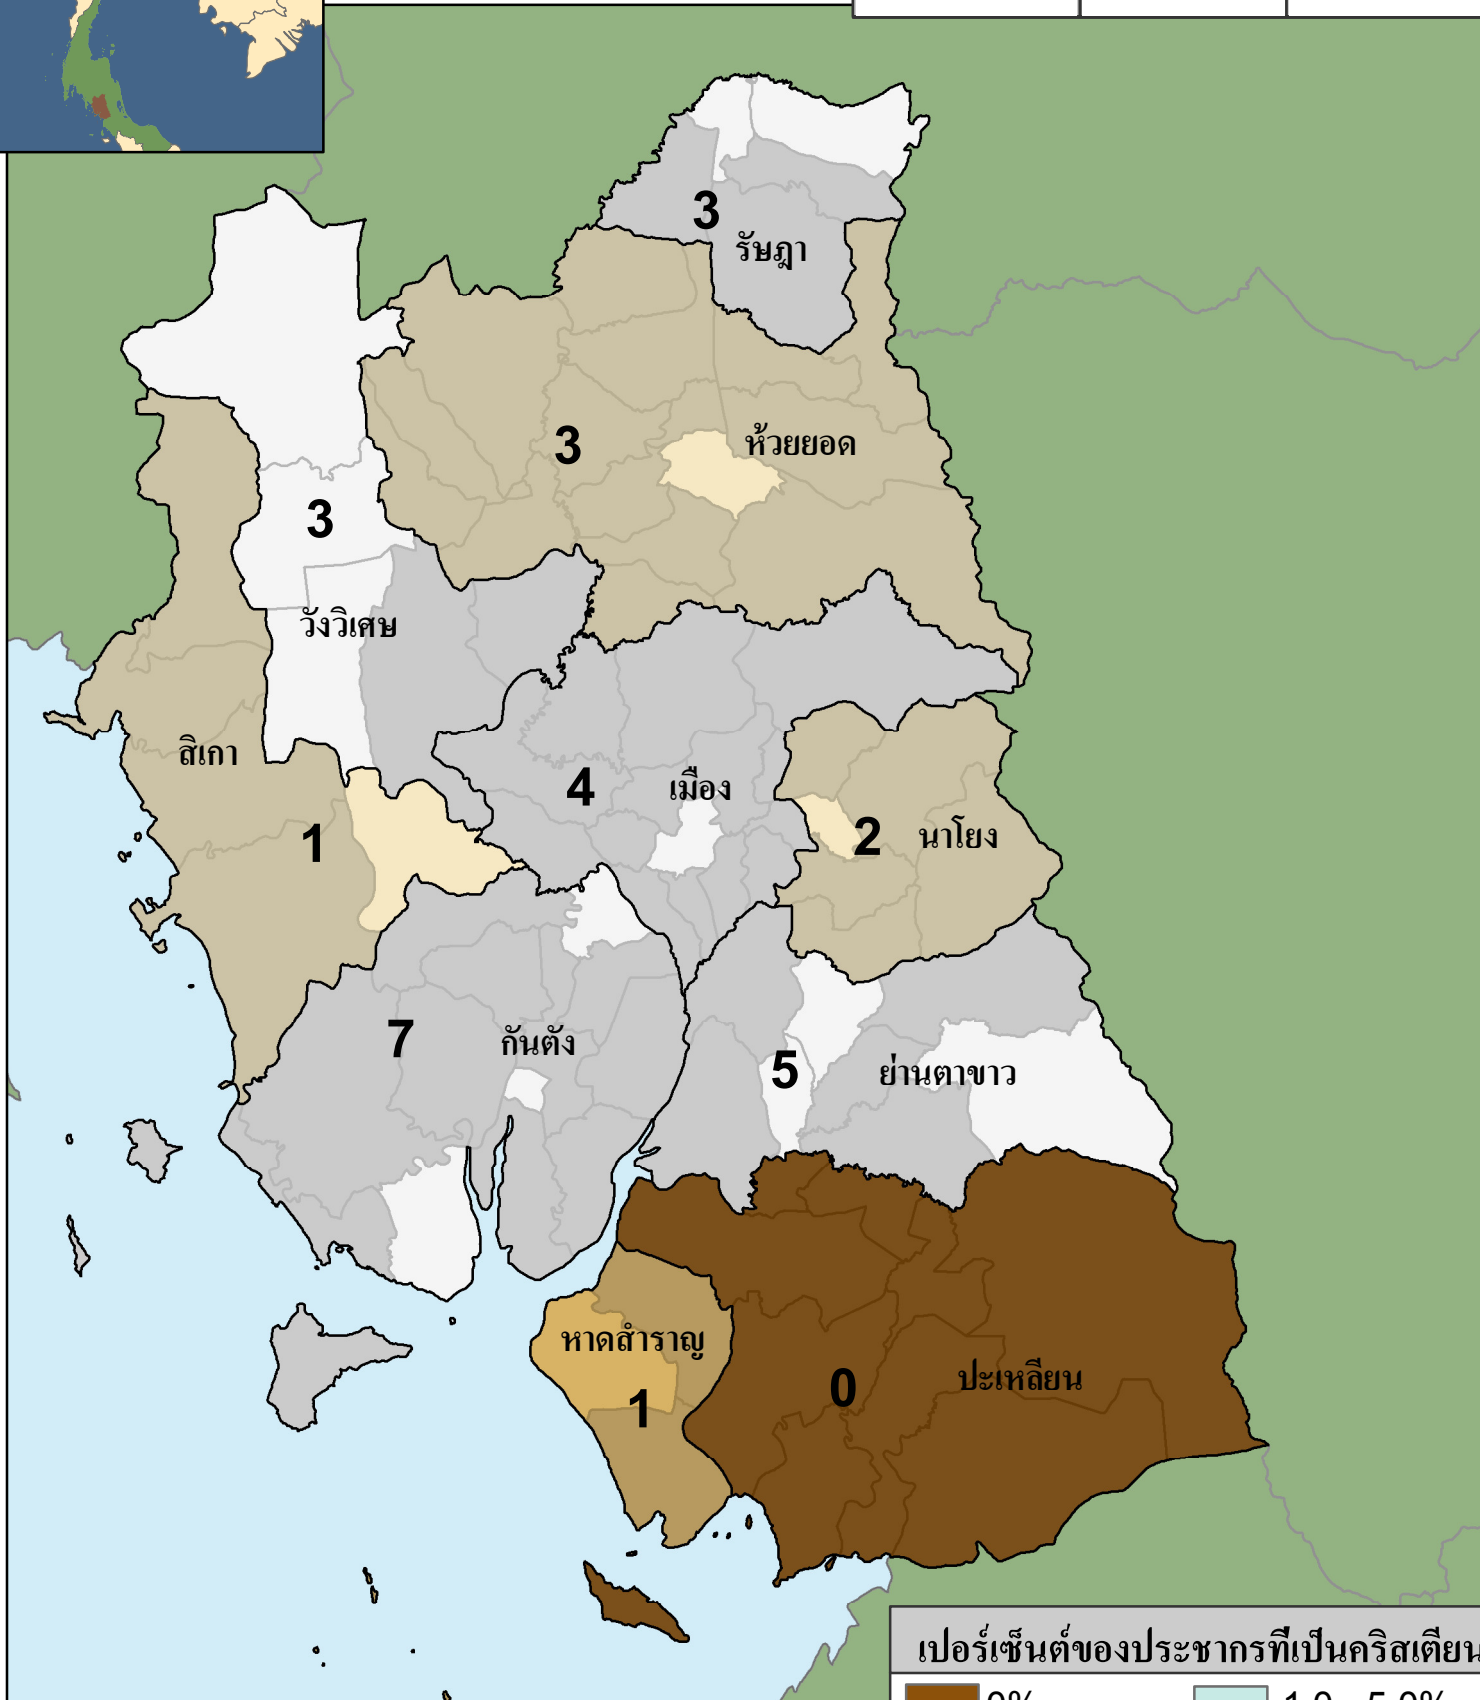 3
รัษฎา
3
ห้วยยอด
3
วังวิเศษ
สิเกา
4
เมือง
1
2
นาโยง
7
กันตัง
5
ย่านตาขาว
หาดสำราญ
1
0
ปะเหลียน
เปอร์เซ็นต์ของประชากรที่เป็นคริสเตียน
0%